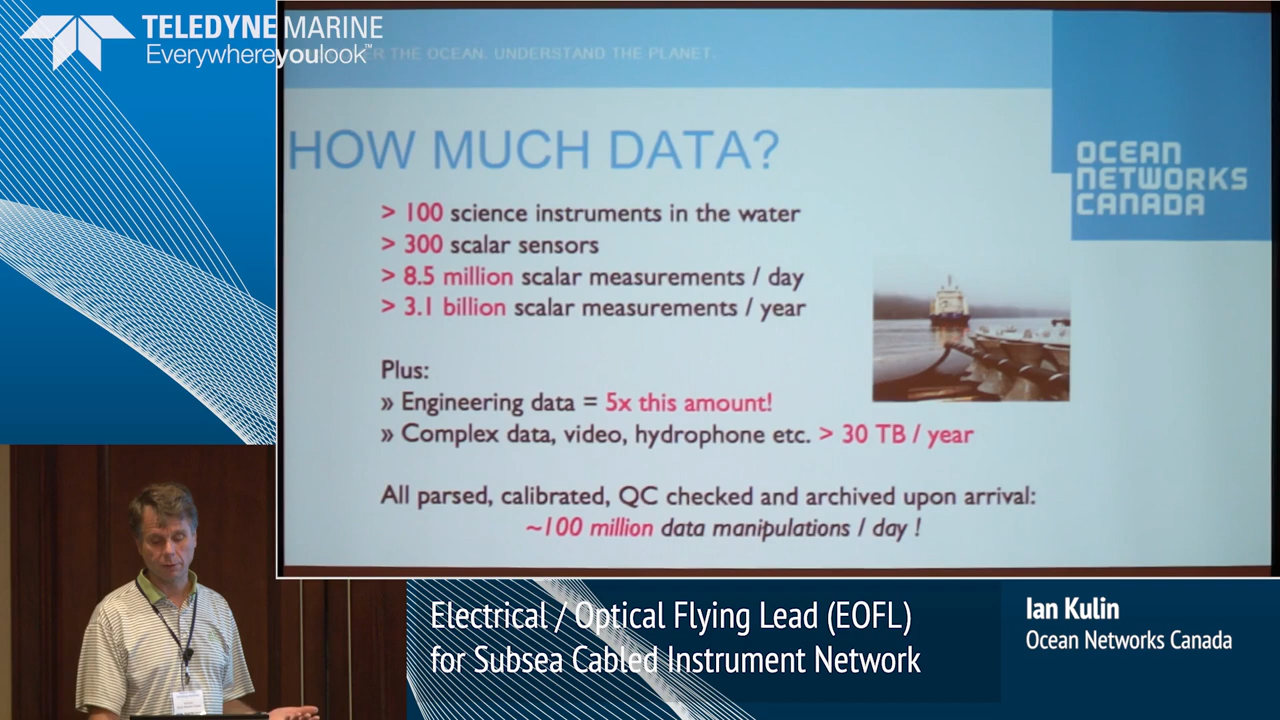 TELEDYNE MARINE
Everywhereyoulook™
THE OCEAN. UNDERSTAND THE PLANET.
HOW MUCH DATA?
OCEAN
NETWORKS
CANADA
> 100 science instruments in the water
> 300 scalar sensors
> 8.5 million scalar measurements / day
> 3.1 billion scalar measurements / year
Plus:
» Engineering data = 5x this amount!
» Complex data, video, hydrophone etc. > 30 TB / year
All parsed, calibrated, QC checked and archived upon arrival:
~100 million data manipulations / day !
Electrical / Optical Flying Lead (EOFL)
for Subsea Cabled Instrument Network
Ian Kulin
Ocean Networks Canada